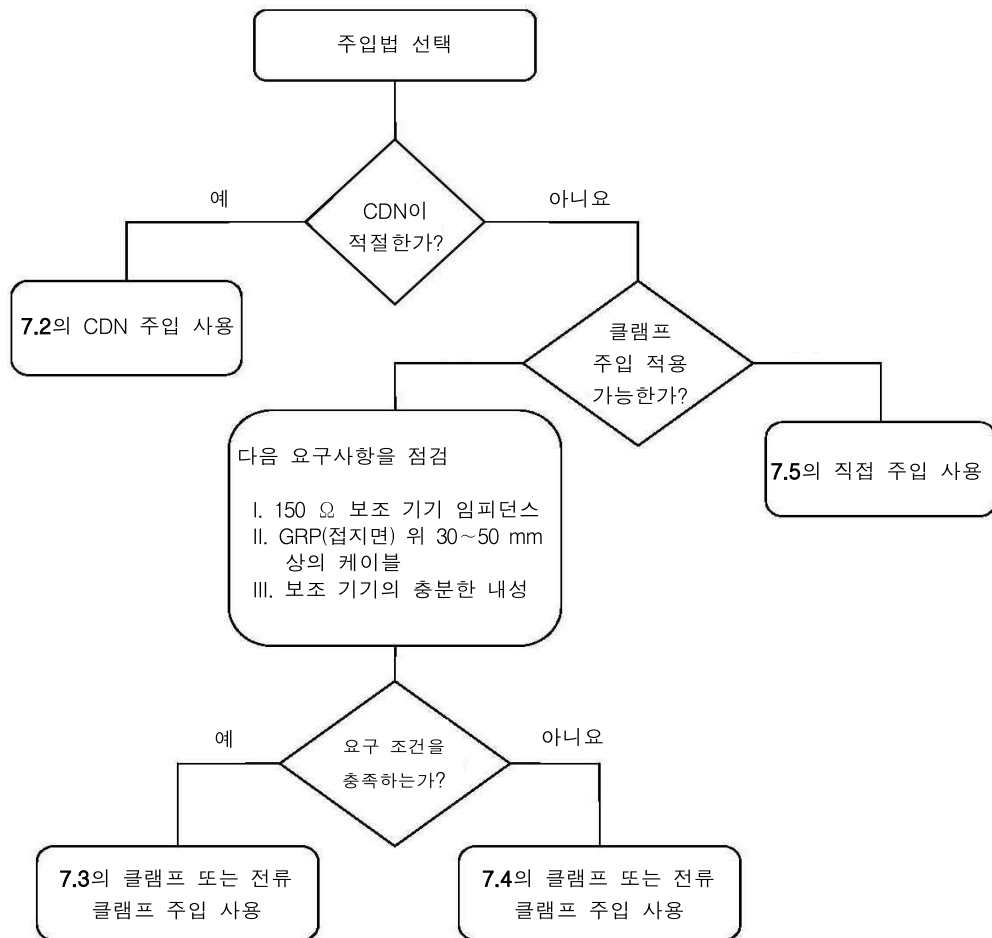 주입법 선택
예
아니요
CDN이
적절한가?
7.2의 CDN 주입 사용
클램프
주입 적용
가능한가?
다음 요구사항을 점검
I. 150 Ω 보조 기기 임피던스
II. GRP(접지면) 위 30~50 mm
상의 케이블
III. 보조 기기의 충분한 내성
7.5의 직접 주입 사용
예
아니요
요구 조건을
충족하는가?
7.3의 클램프 또는 전류
클램프 주입 사용
7.4의 클램프 또는 전류
클램프 주입 사용